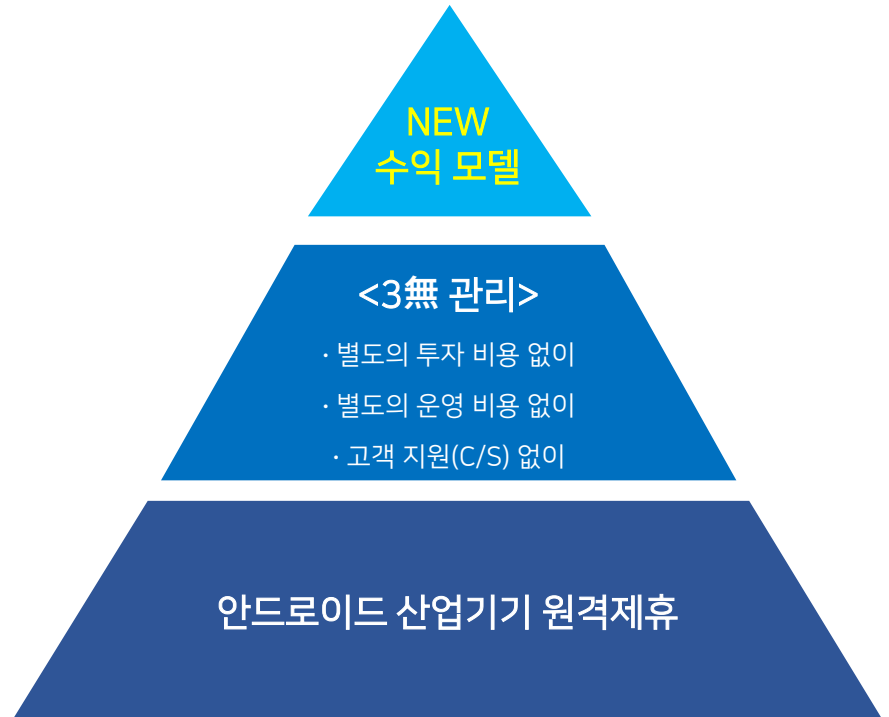 NEW
수익 모델
<3無 관리>
· 별도의 투자 비용 없이
· 별도의 운영 비용 없이
· 고객 지원(C/S) 없이
안드로이드 산업기기 원격제휴